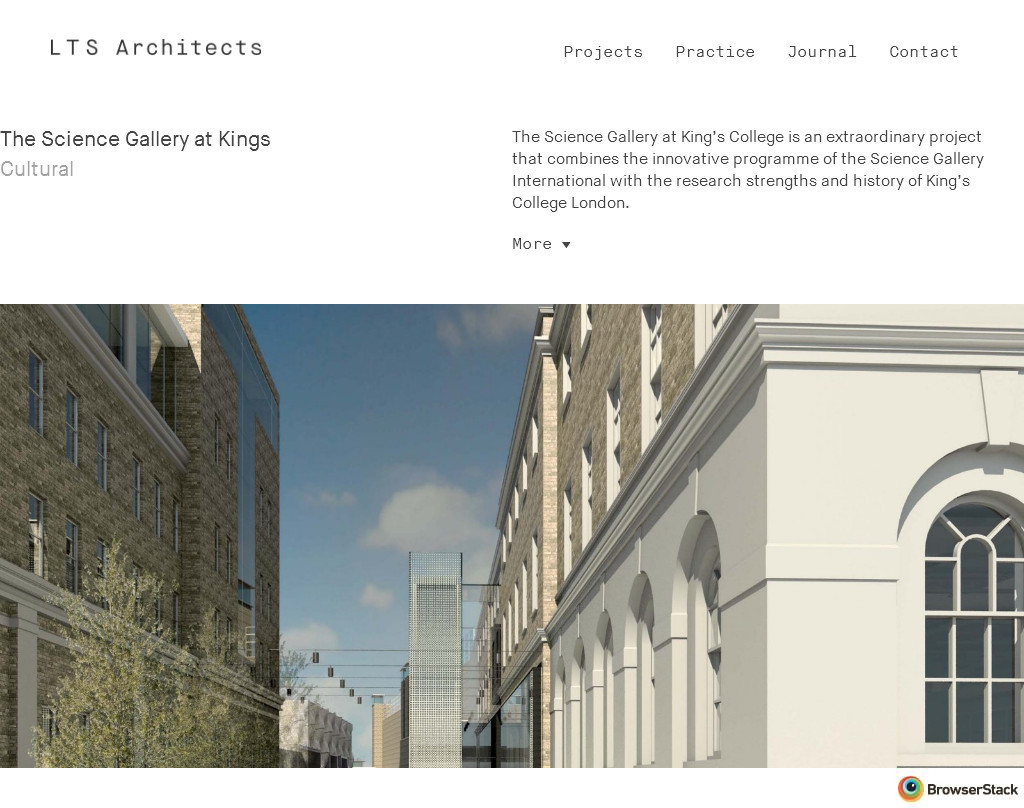 LTS Architects
Projects
Practice
Journal
Contact
The Science Gallery at Kings
Cultural
The Science Gallery at King's College is an extraordinary project
that combines the innovative programme of the Science Gallery
International with the research strengths and history of King's
College London.
More ▼
BrowserStack